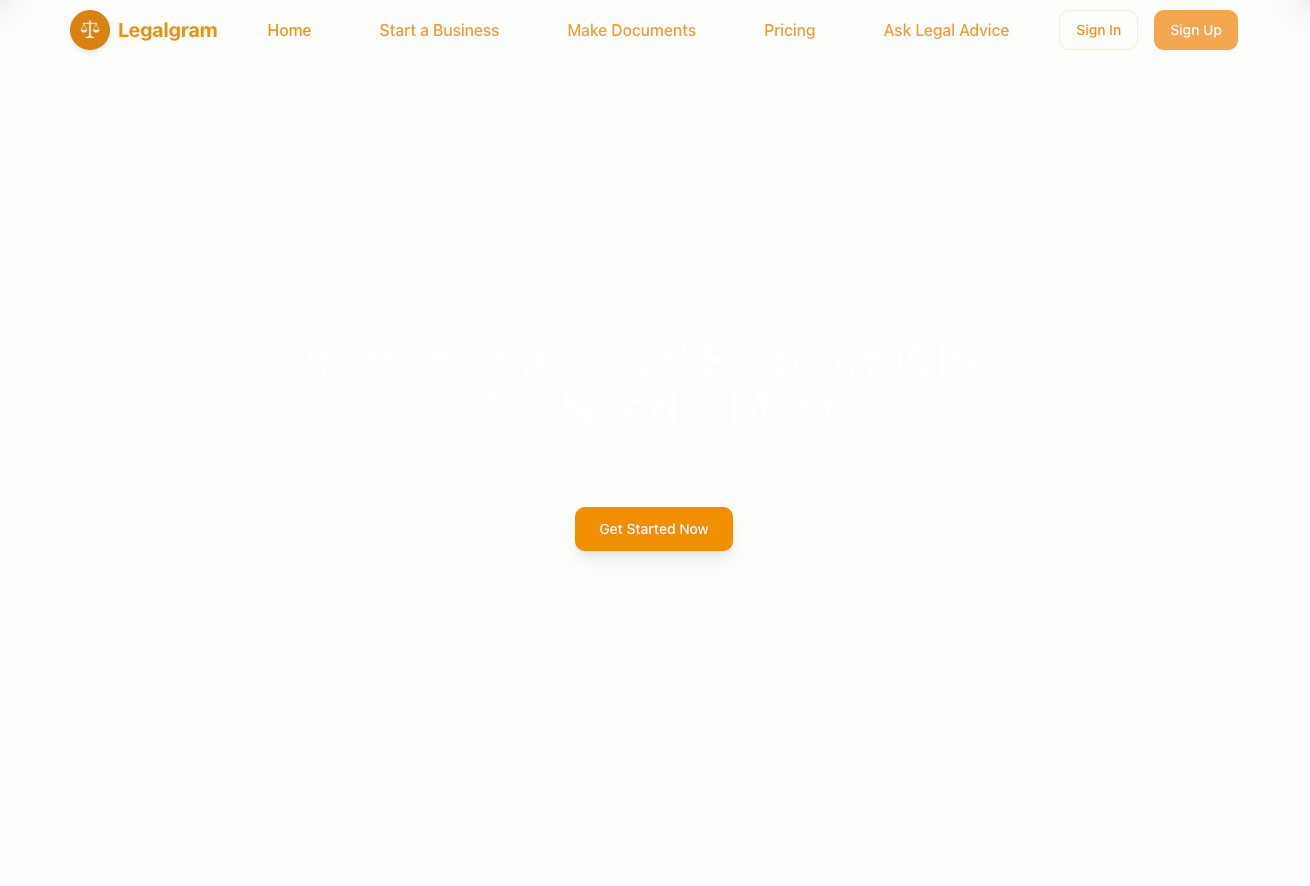 Legalgram
Home
Start a Business
Make Documents
Pricing
Ask Legal Advice
Sign In
Sign Up
Professional Legal Support When
You Need It Most
Get Started Now